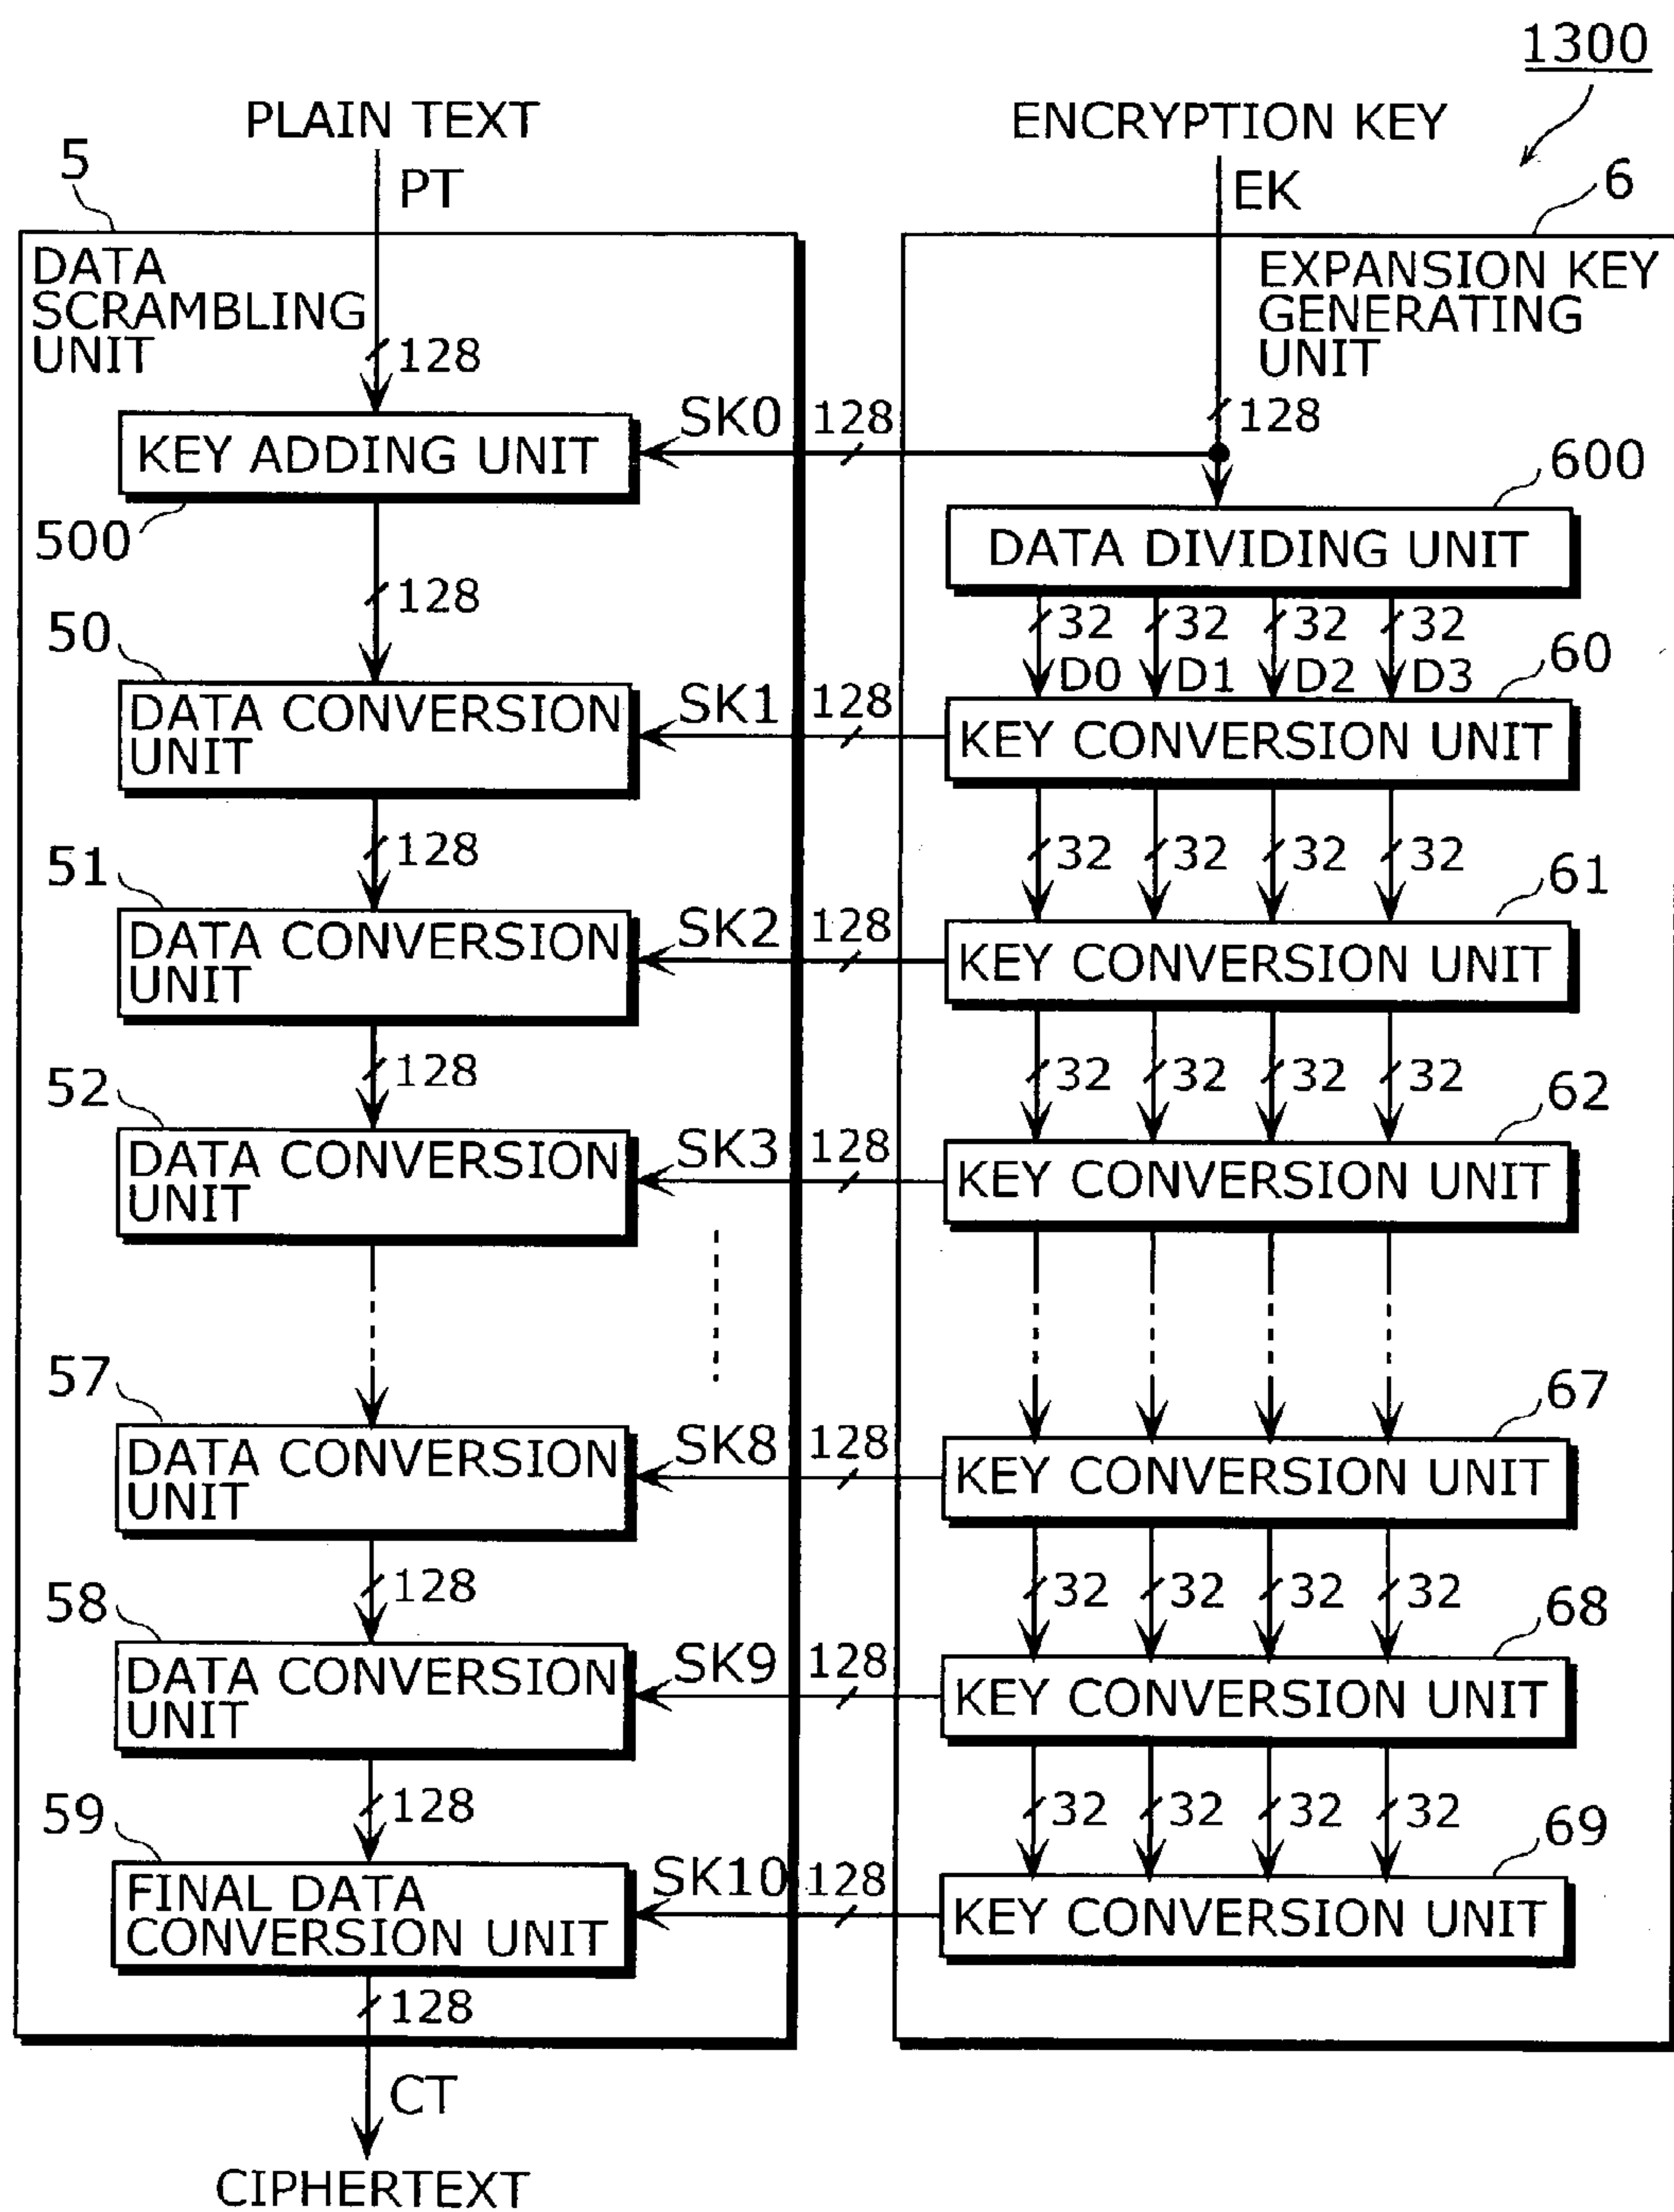 1300
PLAIN TEXT
ENCRYPTION KEY
5
PT
EK
6
DATA
SCRAMBLING
UNIT
EXPANSION KEY
GENERATING
UNIT
128
128
SK0
128
KEY ADDING UNIT
600
500
DATA DIVIDING UNIT
128
32
32
32
32
50
D0
D1
D2
D3
60
DATA CONVERSION
UNIT
SK1
128
KEY CONVERSION UNIT
128
32
32
32
32
51
61
DATA CONVERSION
UNIT
SK2
128
KEY CONVERSION UNIT
128
32
32
32
32
52
62
DATA CONVERSION
UNIT
SK3
128
KEY CONVERSION UNIT
57
67
DATA CONVERSION
UNIT
SK8
128
KEY CONVERSION UNIT
128
32
32
32
32
58
68
DATA CONVERSION
UNIT
SK9
128
KEY CONVERSION UNIT
128
32
32
32
32
59
69
FINAL DATA
CONVERSION UNIT
SK10
128
KEY CONVERSION UNIT
128
CT
CIPHERTEXT